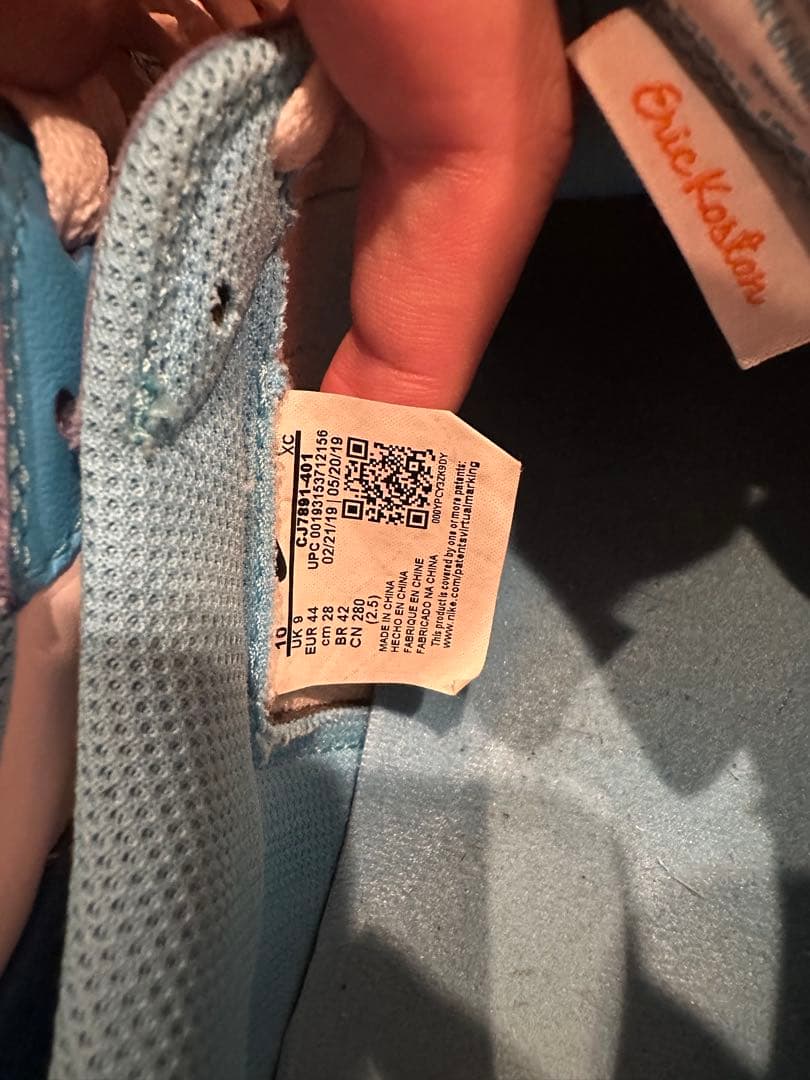 Eric Koston
XC
10
CJ7891-401
UK 9
UPC 00193153712156
EUR 44
02/21/19 05/20/19
cm 28
BR 42
CN 280
(2.5)
000YPCY3ZK9DY
MADE IN CHINA
HECHO EN CHINA
FABRIQUE EN CHINE
FABRICADO NA CHINA
This product is covered by one or more patents:
www.nike.com/patentsvirtualmarking